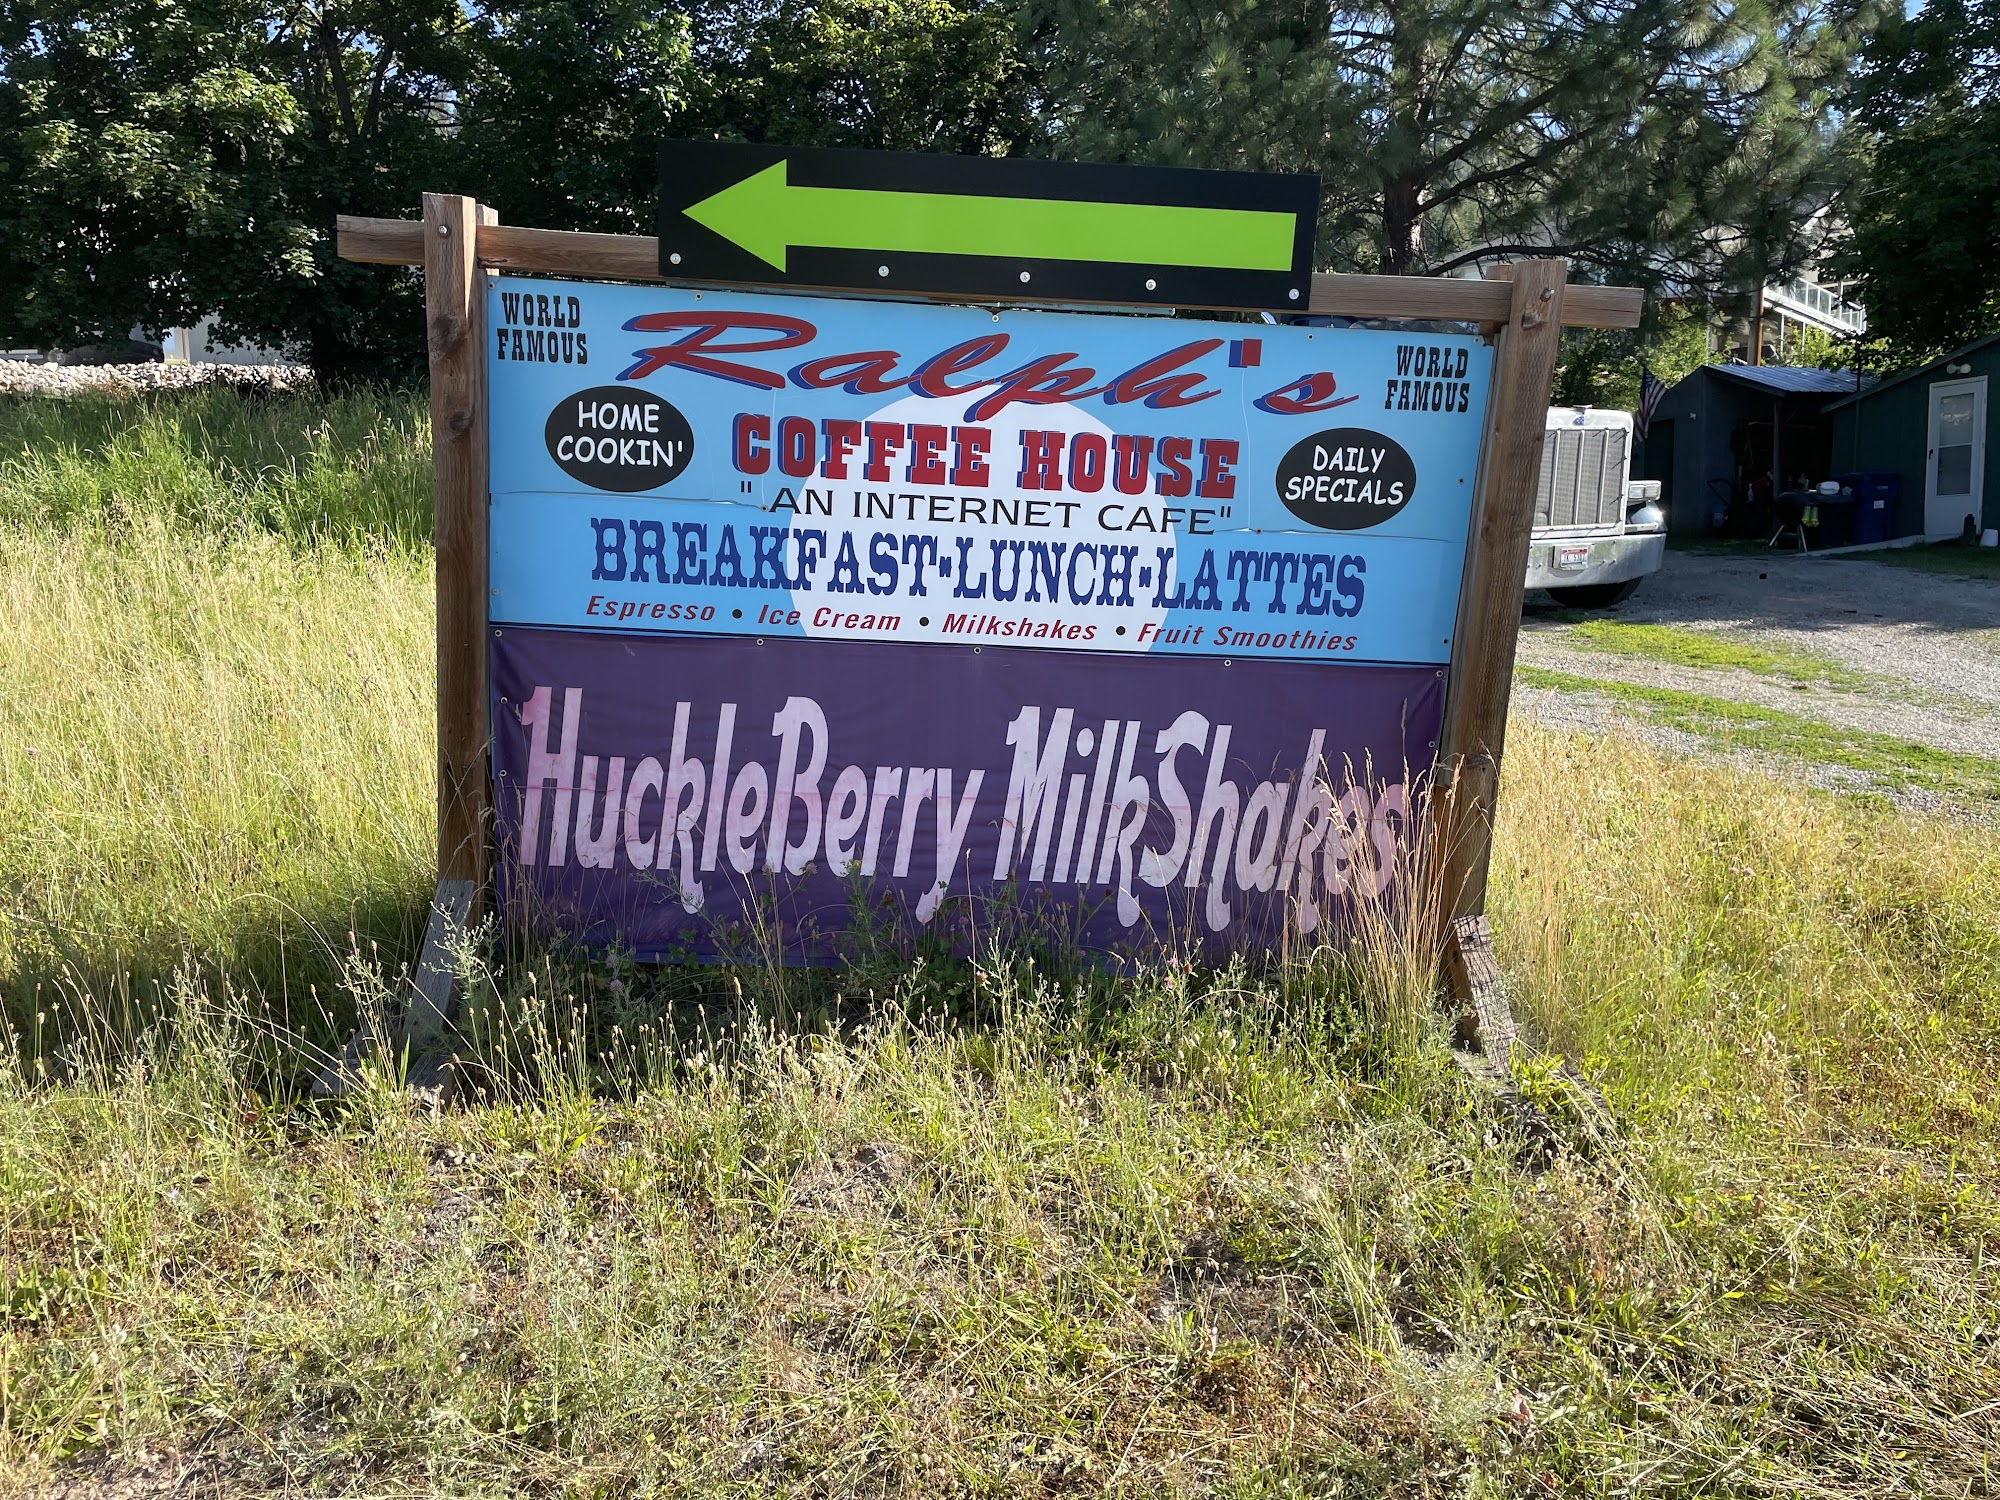 WORLD FAMOUS
Ralph's
WORLD FAMOUS
HOME COOKIN'
COFFEE HOUSE
DAILY SPECIALS
" AN INTERNET CAFE"
BREAKFAST-LUNCH-LATTES
Espresso • Ice Cream • Milkshakes • Fruit Smoothies
HuckleBerry MilkShakes